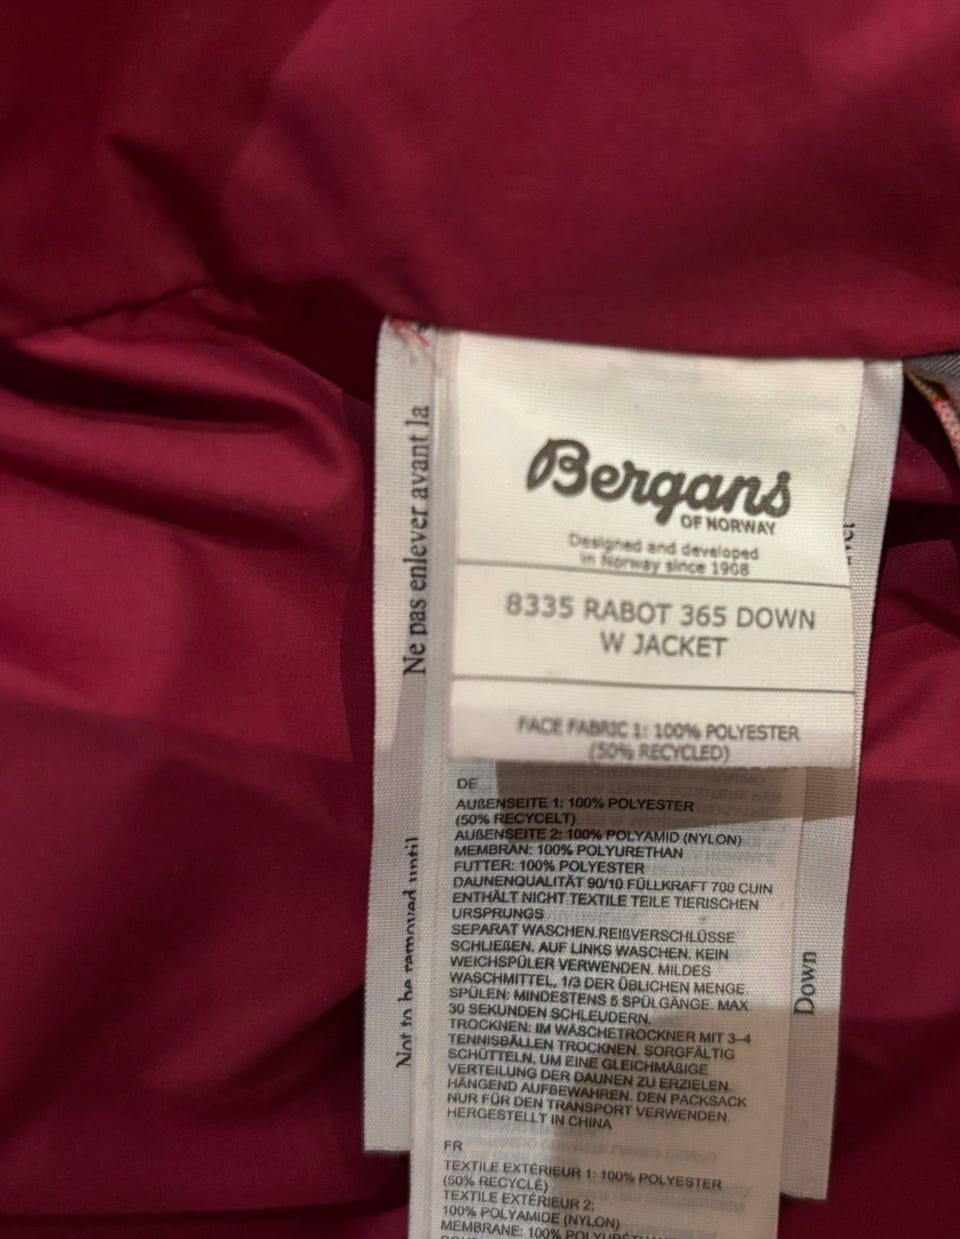 Bergans
OF NORWAY
Designed and developed
in Norway since 1908
8335 RABOT 365 DOWN
W JACKET
FACE FABRIC 1: 100% POLYESTER
(50% RECYCLED)
DE
AUßENSEITE 1: 100% POLYESTER
(50% RECYCELT)
AUßENSEITE 2: 100% POLYAMID (NYLON)
MEMBRAN: 100% POLYURETHAN
FUTTER: 100% POLYESTER
DAUNENQUALITÄT 90/10 FÜLLKRAFT 700 CUIN
ENTHÄLT NICHT TEXTILE TEILE TIERISCHEN
URSPRUNGS
SEPARAT WASCHEN.REIßVERSCHLÜSSE
SCHLIEßEN. AUF LINKS WASCHEN. KEIN
WEICHSPÜLER VERWENDEN. MILDES
WASCHMITTEL, 1/3 DER ÜBLICHEN MENGE.
SPÜLEN: MINDESTENS 5 SPÜLGÄNGE. MAX.
30 SEKUNDEN SCHLEUDERN.
TROCKNEN: IM WÄSCHETROCKNER MIT 3–4
TENNISBÄLLEN TROCKNEN. SORGFÄLTIG
SCHÜTTELN, UM EINE GLEICHMÄßIGE
VERTEILUNG DER DAUNEN ZU ERZIELEN.
HÄNGEND AUFBEWAHREN. DEN PACKSACK
NUR FÜR DEN TRANSPORT VERWENDEN.
HERGESTELLT IN CHINA
FR
TEXTILE EXTÉRIEUR 1: 100% POLYESTER
(50% RECYCLÉ)
TEXTILE EXTÉRIEUR 2:
100% POLYAMIDE (NYLON)
MEMBRANE: 100% POLYURÉTHANE
Ne pas enlever avant la
Not to be removed until
Down